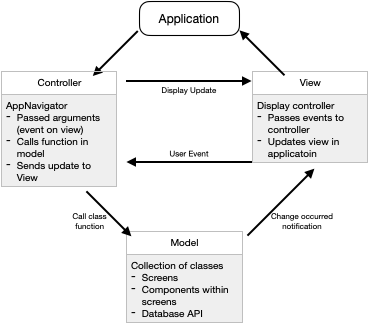 Application
Controller
AppNavigator
- Passed arguments
(event on view)
- Calls function in
model
- Sends update to
View
Display Update
View
Display controller
- Passes events to
controller
- Updates view in
applicatoin
User Event
Call class
function
Change occurred
notification
Model
Collection of classes
- Screens
- Components within
screens
- Database API